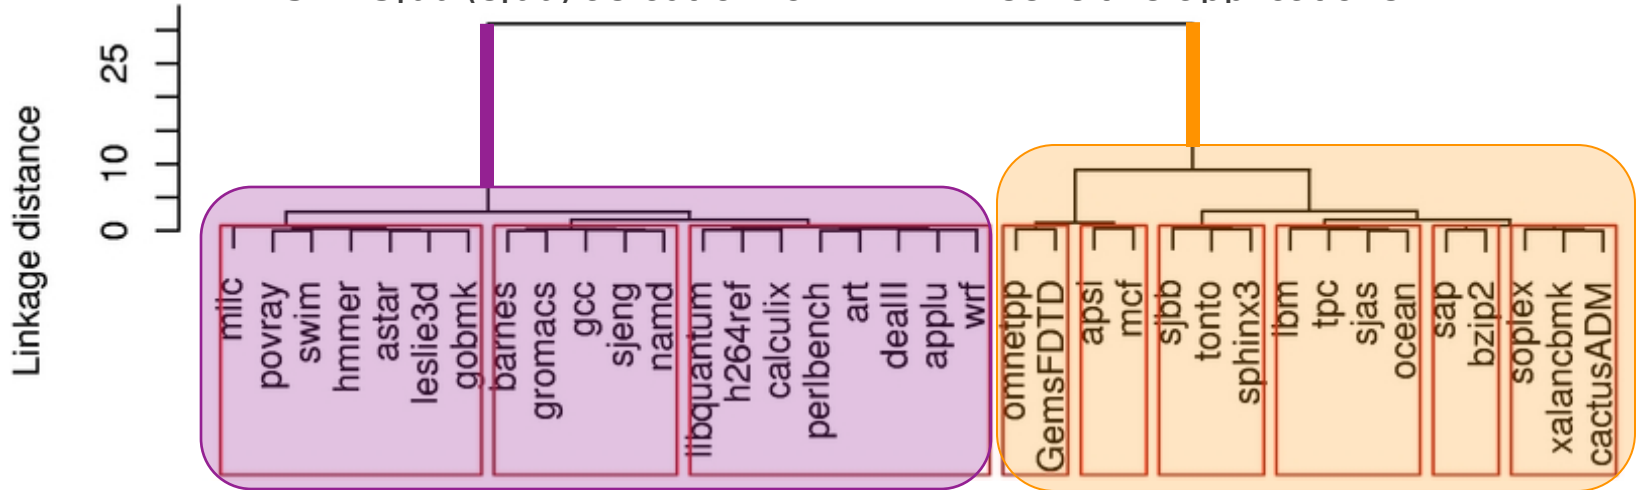 Linkage distance
25
10
0
milc
povray
swim
hmmer
astar
leslie3d
gobmk
barnes
gromacs
gcc
sjeng
namd
libquantum
h264ref
calculix
perlbench
art
dealII
applu
wrf
omnetpp
GemsFDTD
apsi
mcf
sjbb
tonto
sphinx3
lbm
tpc
sjas
ocean
sap
bzip2
soplex
xalancbmk
cactusADM